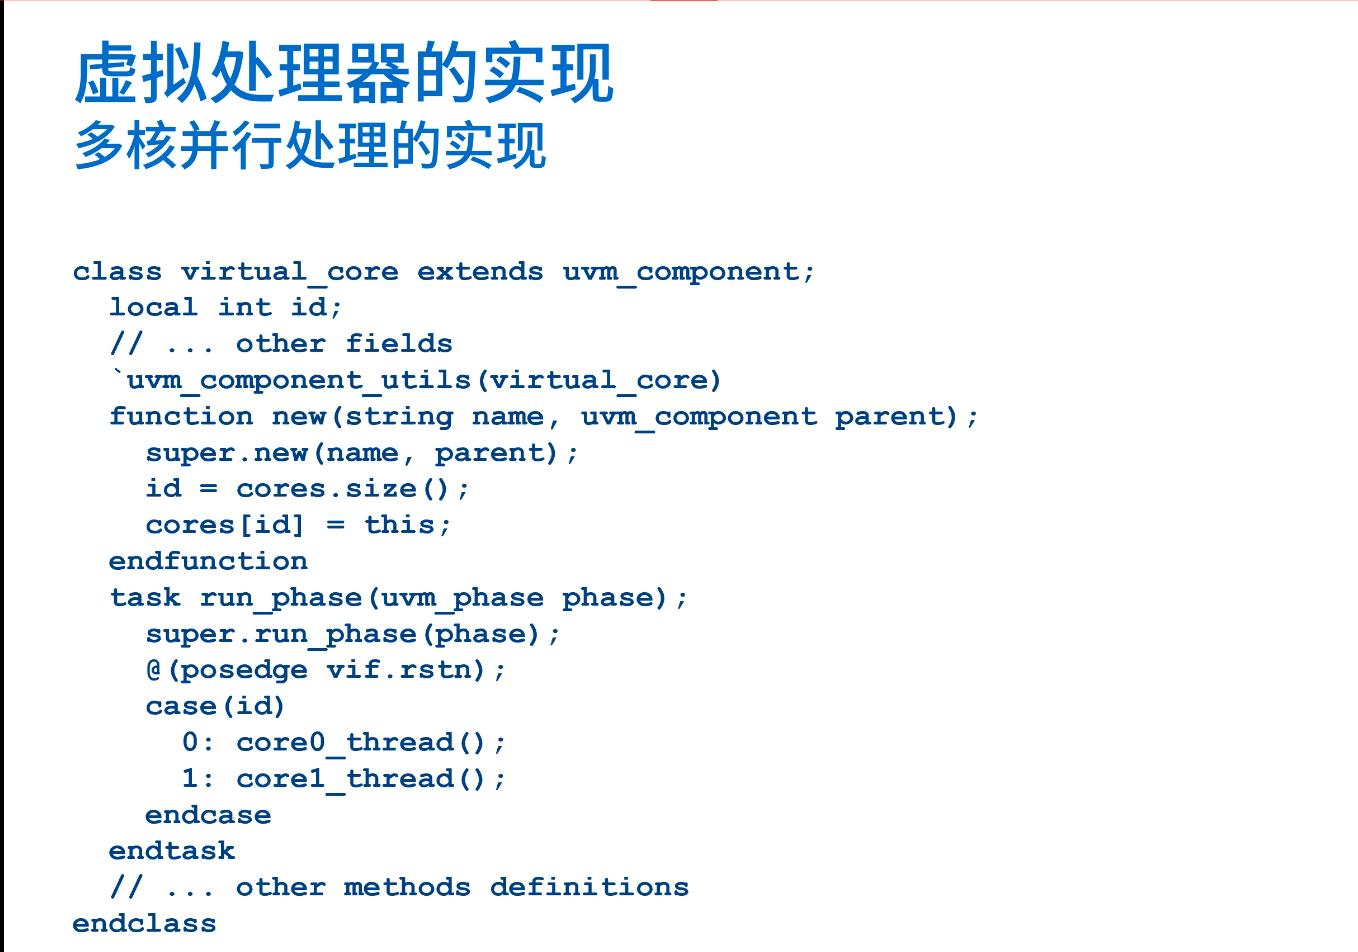 虚拟处理器的实现
多核并行处理的实现
class virtual_core extends uvm_component;
  local int id;
  // ... other fields
  `uvm_component_utils(virtual_core)
  function new(string name, uvm_component parent);
    super.new(name, parent);
    id = cores.size();
    cores[id] = this;
  endfunction
  task run_phase(uvm_phase phase);
    super.run_phase(phase);
    @(posedge vif.rstn);
    case(id)
      0: core0_thread();
      1: core1_thread();
    endcase
  endtask
  // ... other methods definitions
endclass